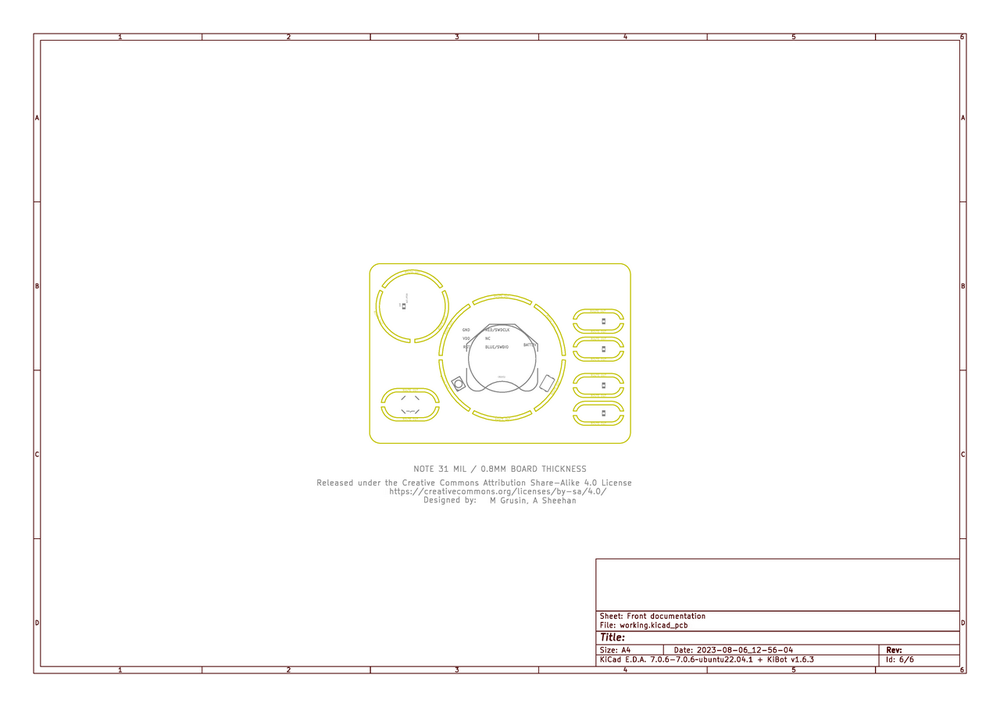 1 2 3 4 5 6
A A
GND RED/SWDCLK
VDD RC
BLUE/SWDIO
BATTERY
B B
C C
NOTE 31 MIL / 0.8MM BOARD THICKNESS
Released under the Creative Commons Attribution Share-Alike 4.0 License
https://creativecommons.org/licenses/by-sa/4.0/
Designed by: M Grusin, A Sheehan
D D
Sheet: Front documentation
File: working.kicad_pcb
Title:
Size: A4 Date: 2023-08-06_12-56-04 Rev:
KiCad E.D.A. 7.0.6-7.0.6~ubuntu22.04.1 + KiBot v1.6.3 Id: 6/6
1 2 3 4 5 6